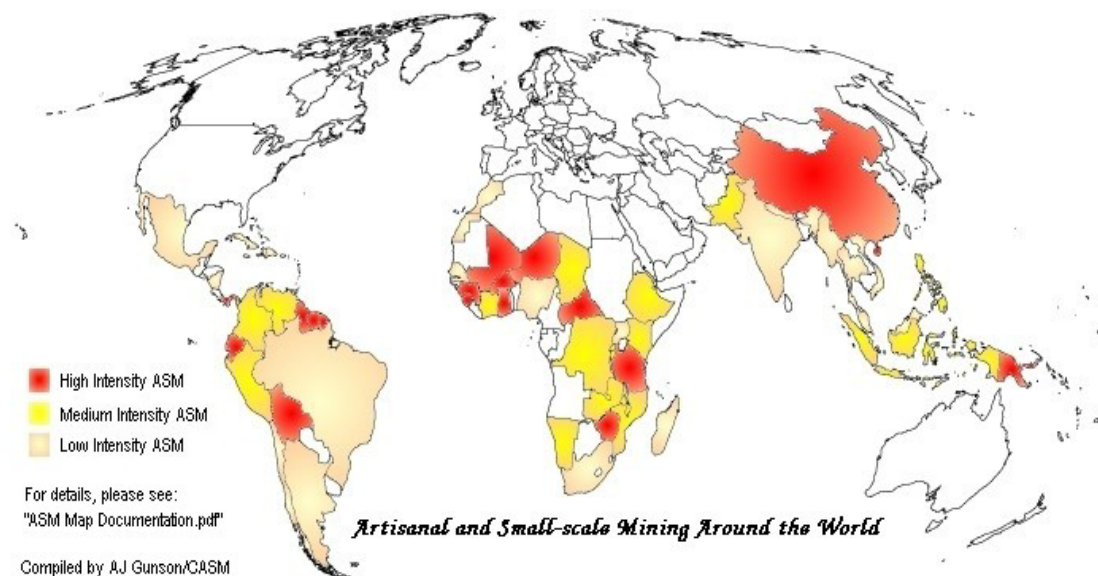 High Intensity ASM
Medium Intensity ASM
Low Intensity ASM
For details, please see:
"ASM Map Documentation.pdf"
Artisanal and Small-scale Mining Around the World
Compiled by AJ Gunson/CASM